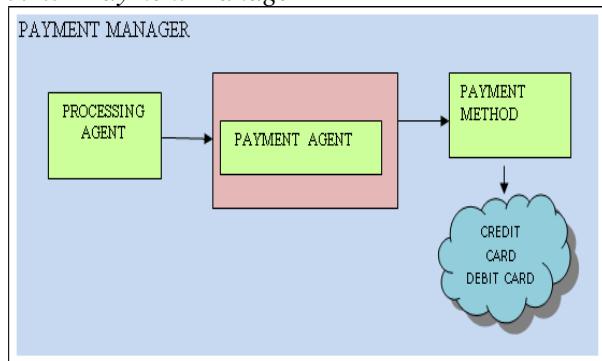 PAYMENT MANAGER
PROCESSING
AGENT
PAYMENT AGENT
PAYMENT
METHOD
CREDIT
CARD
DEBIT CARD